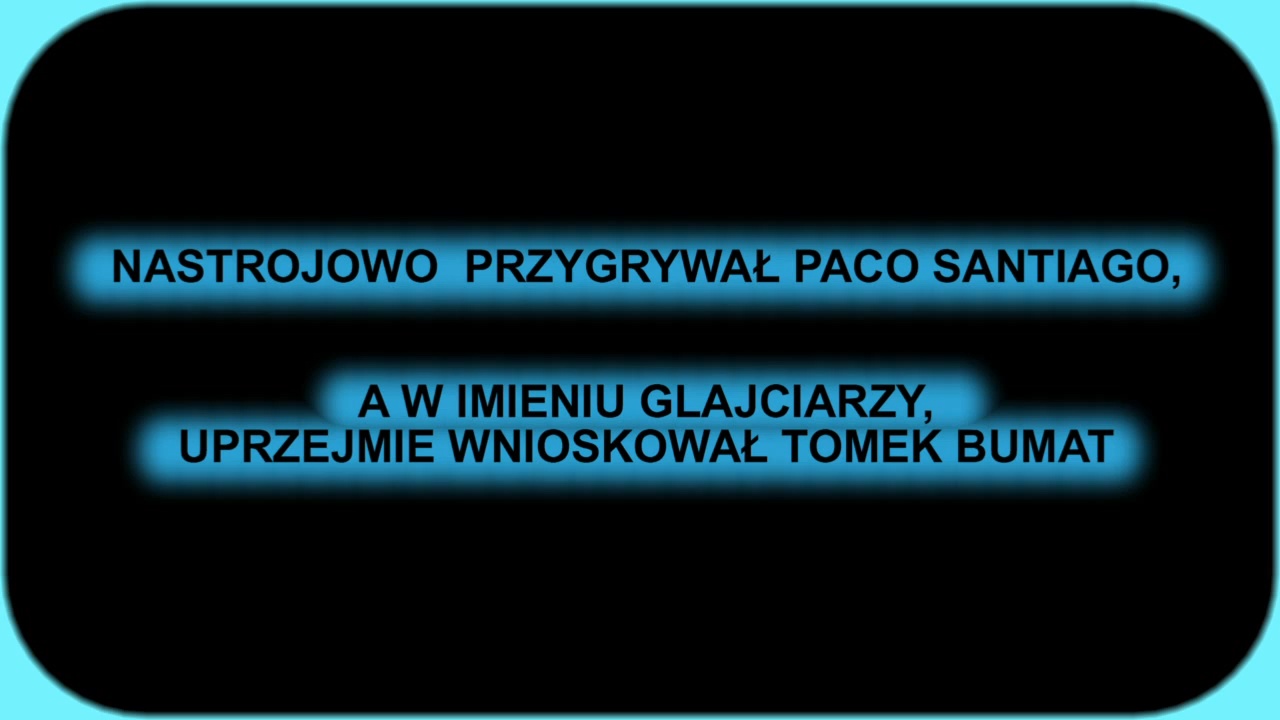 NASTROJOWO  PRZYGRYWAŁ PACO SANTIAGO,
A W IMIENIU GLAJCIARZY,
UPRZEJMIE WNIOSKOWAŁ TOMEK BUMAT